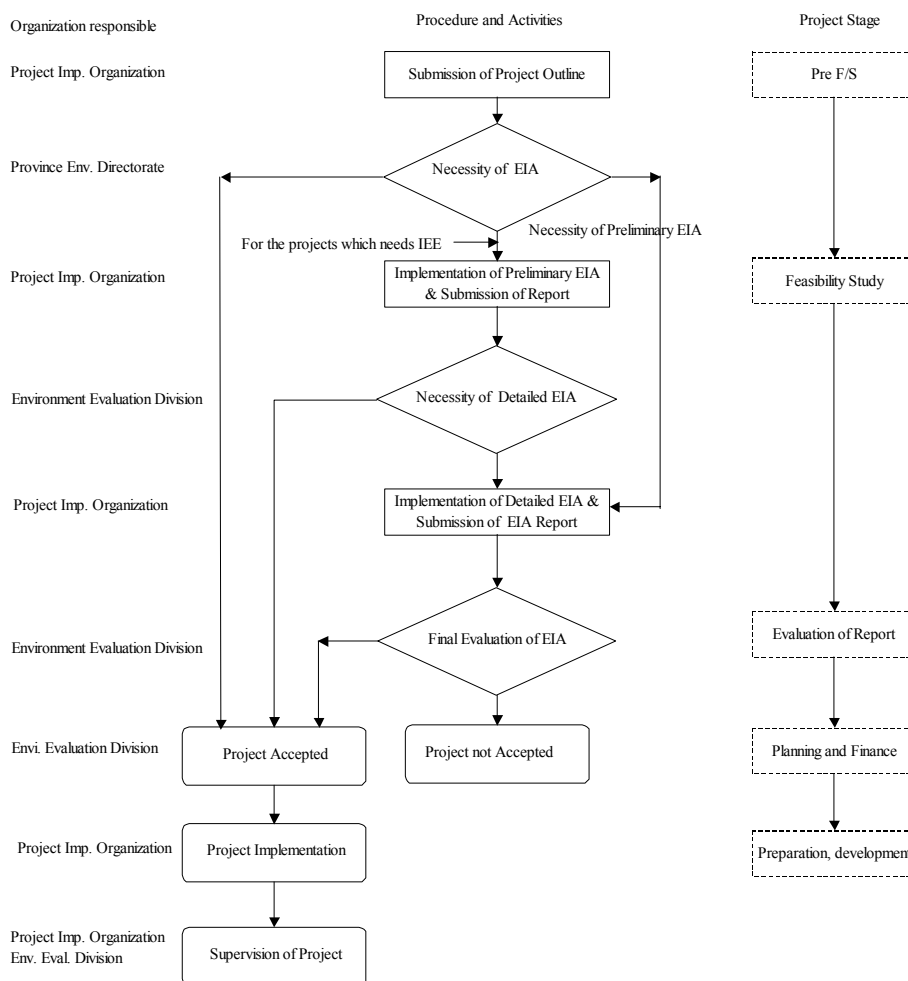 Organization responsible
Procedure and Activities
Project Stage
Project Imp. Organization
Submission of Project Outline
Pre F/S
Province Env. Directorate
Necessity of EIA
Necessity of Preliminary EIA
For the projects which needs IEE
Project Imp. Organization
Implementation of Preliminary EIA
& Submission of Report
Feasibility Study
Environment Evaluation Division
Necessity of Detailed EIA
Project Imp. Organization
Implementation of Detailed EIA &
Submission of EIA Report
Environment Evaluation Division
Final Evaluation of EIA
Evaluation of Report
Envi. Evaluation Division
Project Accepted
Project not Accepted
Planning and Finance
Project Imp. Organization
Project Implementation
Preparation, development
Project Imp. Organization
Env. Eval. Division
Supervision of Project